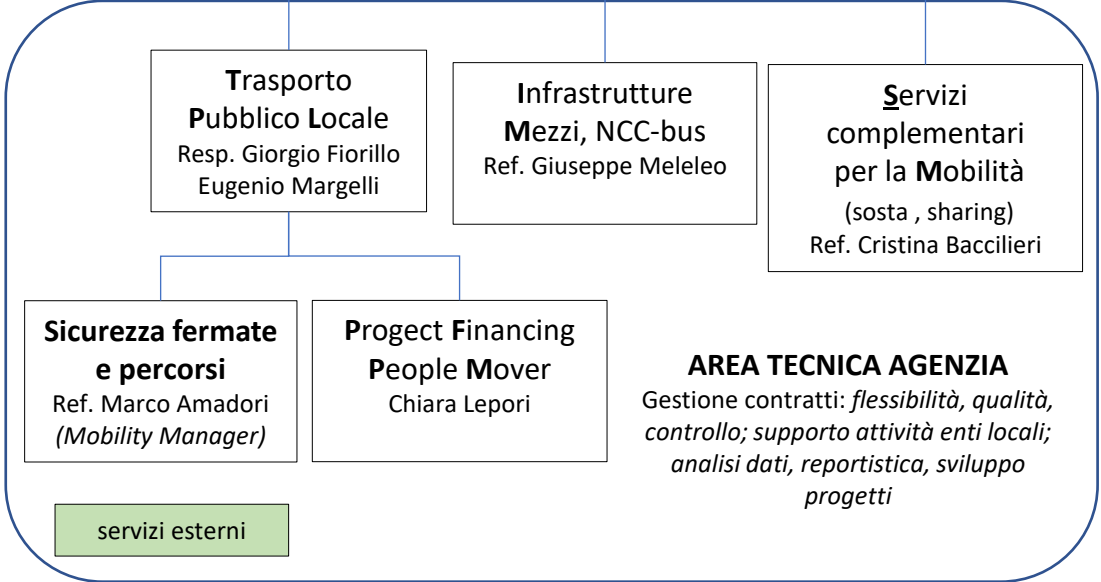 Trasporto
Pubblico Locale
Resp. Giorgio Fiorillo
Eugenio Margelli
Infrastrutture
Mezzi, NCC-bus
Ref. Giuseppe Meleleo
Servizi
complementari
per la Mobilità
(sosta , sharing)
Ref. Cristina Baccilieri
Sicurezza fermate
e percorsi
Ref. Marco Amadori
(Mobility Manager)
Progect Financing
People Mover
Chiara Lepori
AREA TECNICA AGENZIA
Gestione contratti: flessibilità, qualità,
controllo; supporto attività enti locali;
analisi dati, reportistica, sviluppo
progetti
servizi esterni